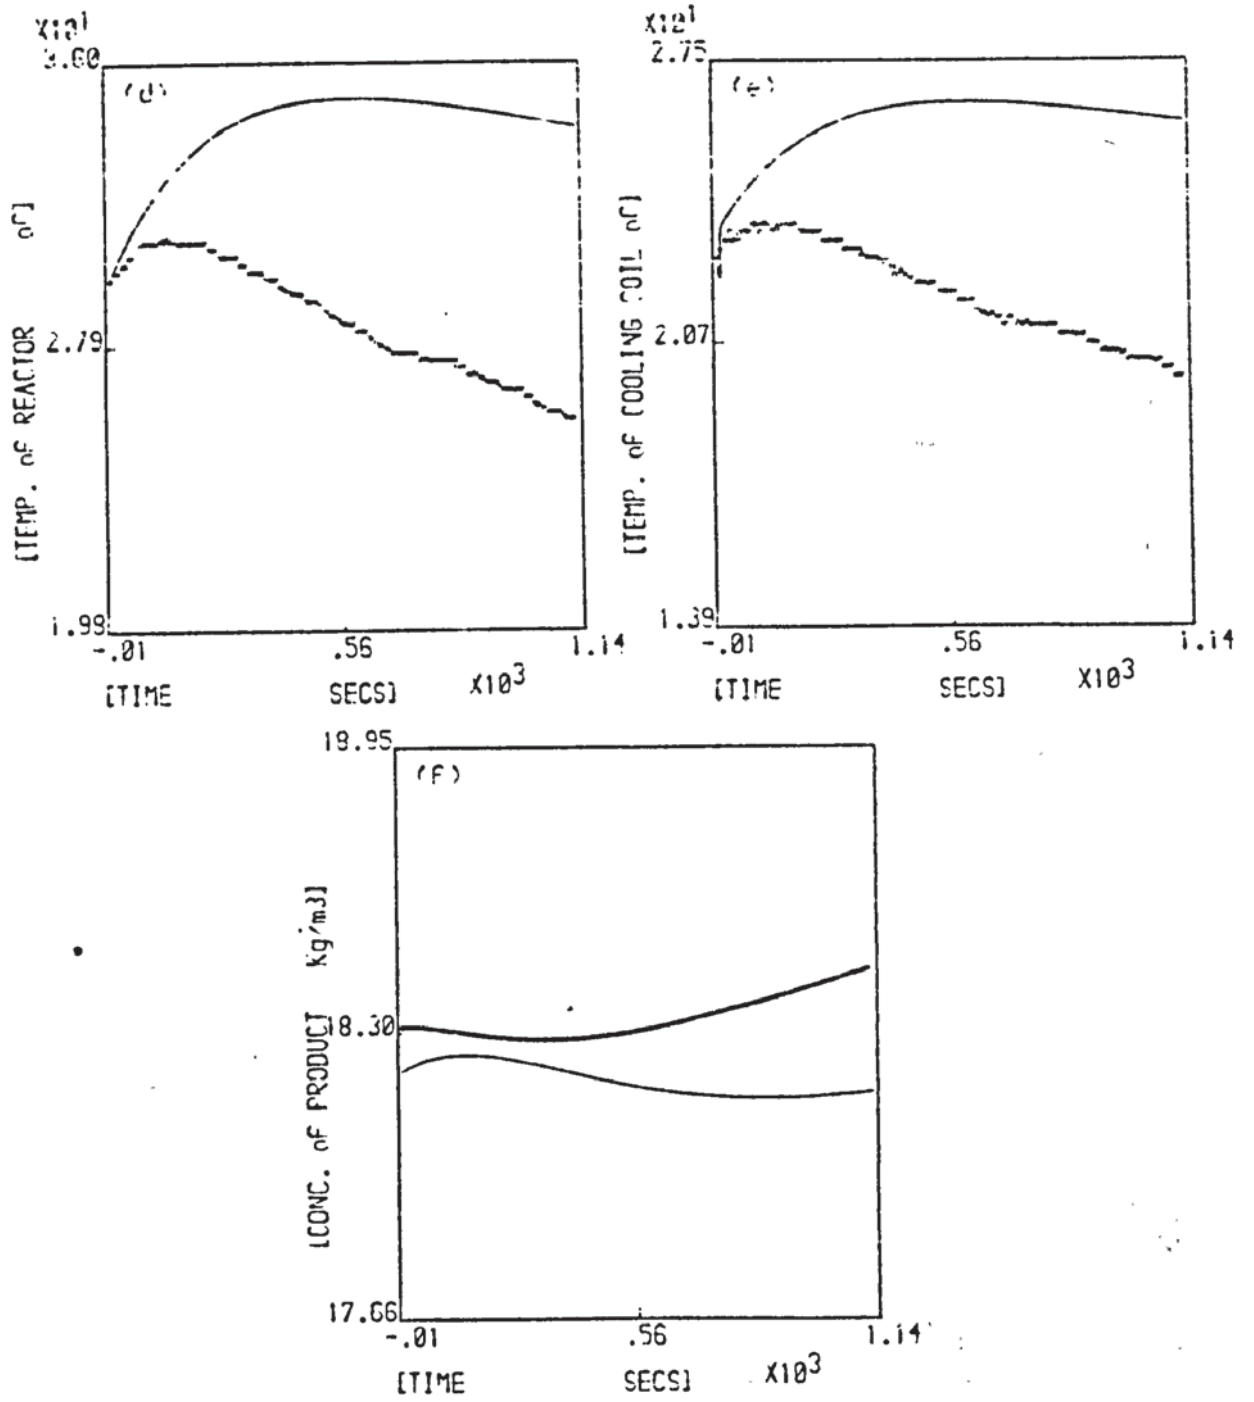 X10¹
3.60
(d)
[TEMP. oF REACTOR oC]
2.79
1.98
-.01 .56 1.14
[TIME SECS] X10³
X10¹
2.75
(e)
[TEMP. oF COOLING COIL oC]
2.07
1.39
-.01 .56 1.14
[TIME SECS] X10³
18.95
(F)
[CONC. oF PRODUCT Kg/m3]
18.30
17.66
-.01 .56 1.14
[TIME SECS] X10³